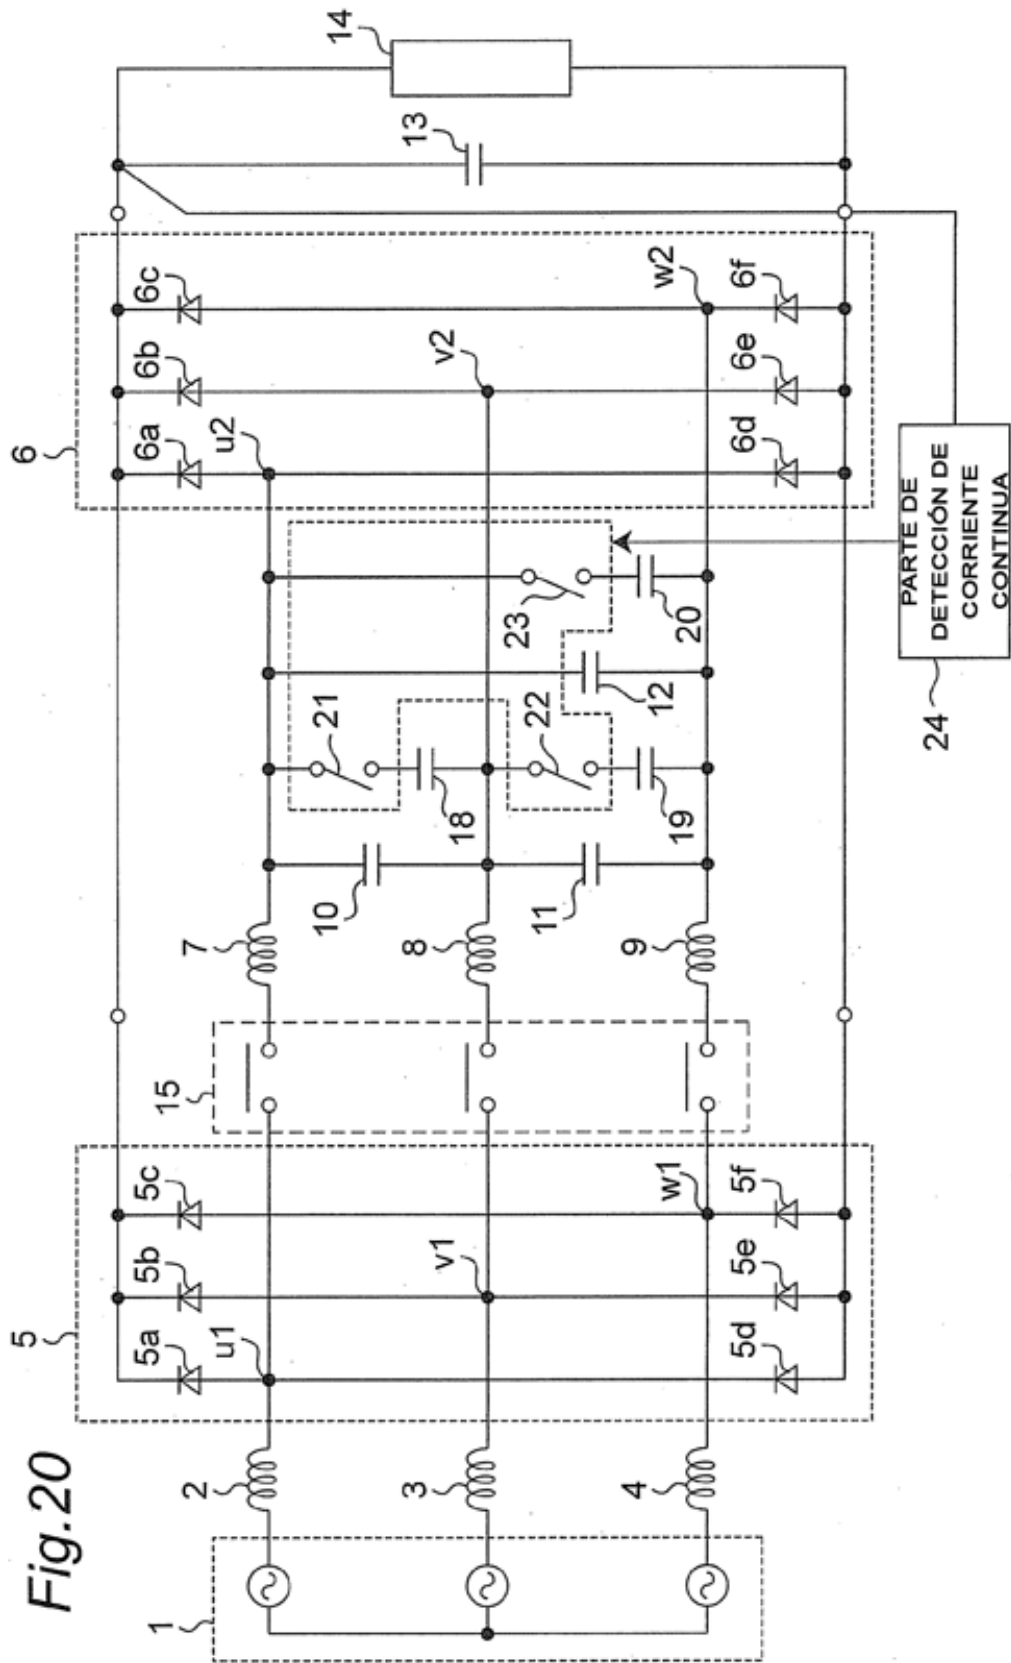 Fig.20
1
2
3
4
5
5a
5b
5c
5d
5e
5f
u1
v1
w1
15
7
8
9
10
11
18
19
21
22
12
23
20
6
6a
6b
6c
6d
6e
6f
u2
v2
w2
13
14
24
PARTE DE
DETECCIÓN DE
CORRIENTE
CONTINUA